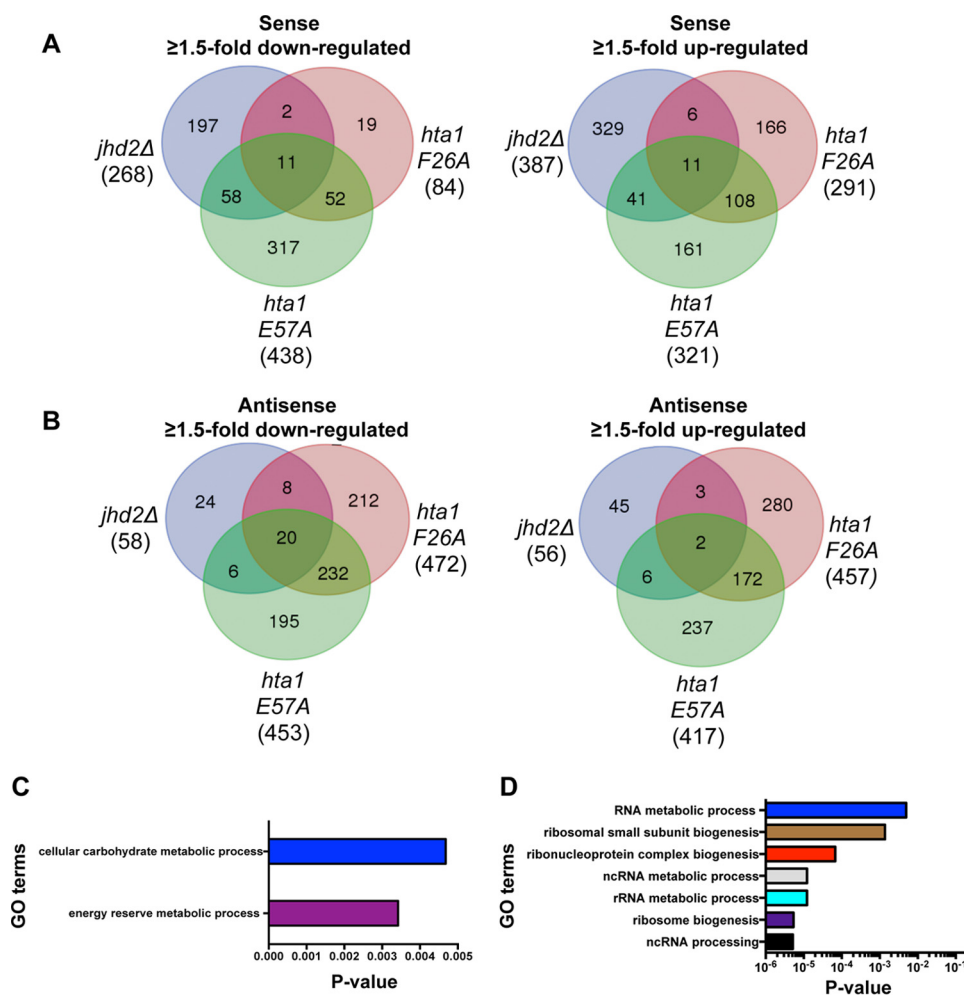 A
Sense
≥1.5-fold down-regulated
jhd2Δ
(268)
197
2
19
11
58
52
317
hta1
F26A
(84)
hta1
E57A
(438)
Sense
≥1.5-fold up-regulated
jhd2Δ
(387)
329
6
166
11
41
108
161
hta1
F26A
(291)
hta1
E57A
(321)
B
Antisense
≥1.5-fold down-regulated
jhd2Δ
(58)
24
8
212
20
6
232
195
hta1
F26A
(472)
hta1
E57A
(453)
Antisense
≥1.5-fold up-regulated
jhd2Δ
(56)
45
3
280
2
6
172
237
hta1
F26A
(457)
hta1
E57A
(417)
C
GO terms
cellular carbohydrate metabolic process
energy reserve metabolic process
0.000 0.001 0.002 0.003 0.004 0.005
P-value
D
GO terms
RNA metabolic process
ribosomal small subunit biogenesis
ribonucleoprotein complex biogenesis
ncRNA metabolic process
rRNA metabolic process
ribosome biogenesis
ncRNA processing
10⁻⁶ 10⁻⁵ 10⁻⁴ 10⁻³ 10⁻² 10⁻¹
P-value